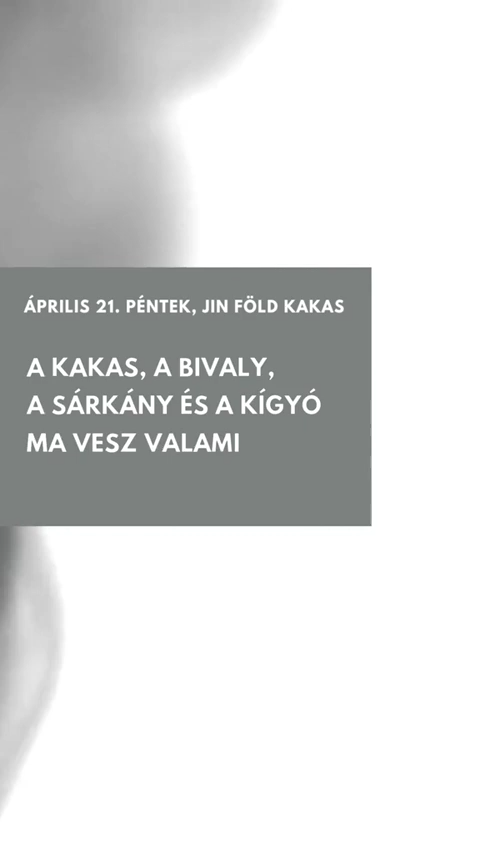 ÁPRILIS 21. PÉNTEK, JIN FÖLD KAKAS
A KAKAS, A BIVALY,
A SÁRKÁNY ÉS A KÍGYÓ
MA VESZ VALAMI